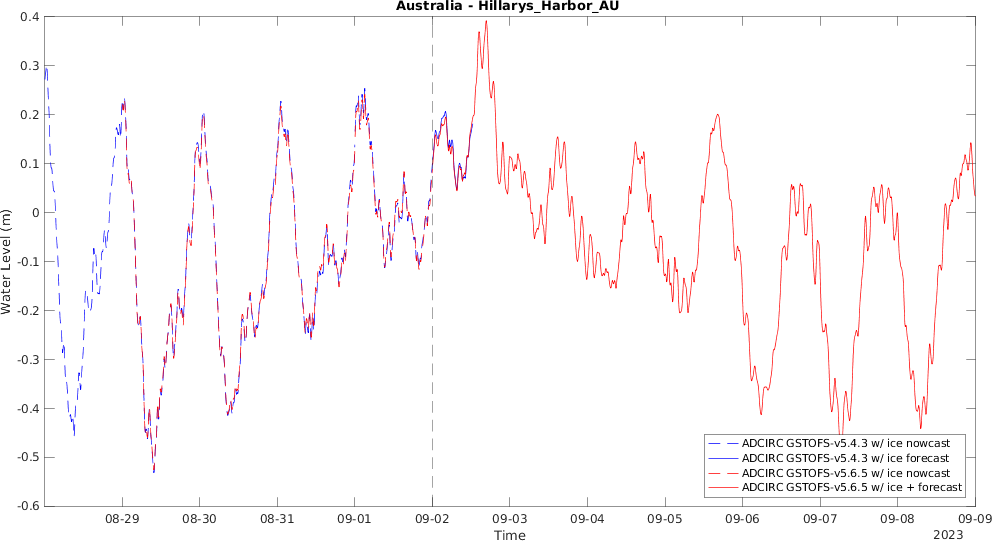 Australia - Hillarys_Harbor_AU
Water Level (m)
0.4
0.3
0.2
0.1
0
-0.1
-0.2
-0.3
-0.4
-0.5
-0.6
ADCIRC GSTOFS-v5.4.3 w/ ice nowcast
ADCIRC GSTOFS-v5.4.3 w/ ice forecast
ADCIRC GSTOFS-v5.6.5 w/ ice nowcast
ADCIRC GSTOFS-v5.6.5 w/ ice + forecast
08-29 08-30 08-31 09-01 09-02 09-03 09-04 09-05 09-06 09-07 09-08 09-09
Time
2023